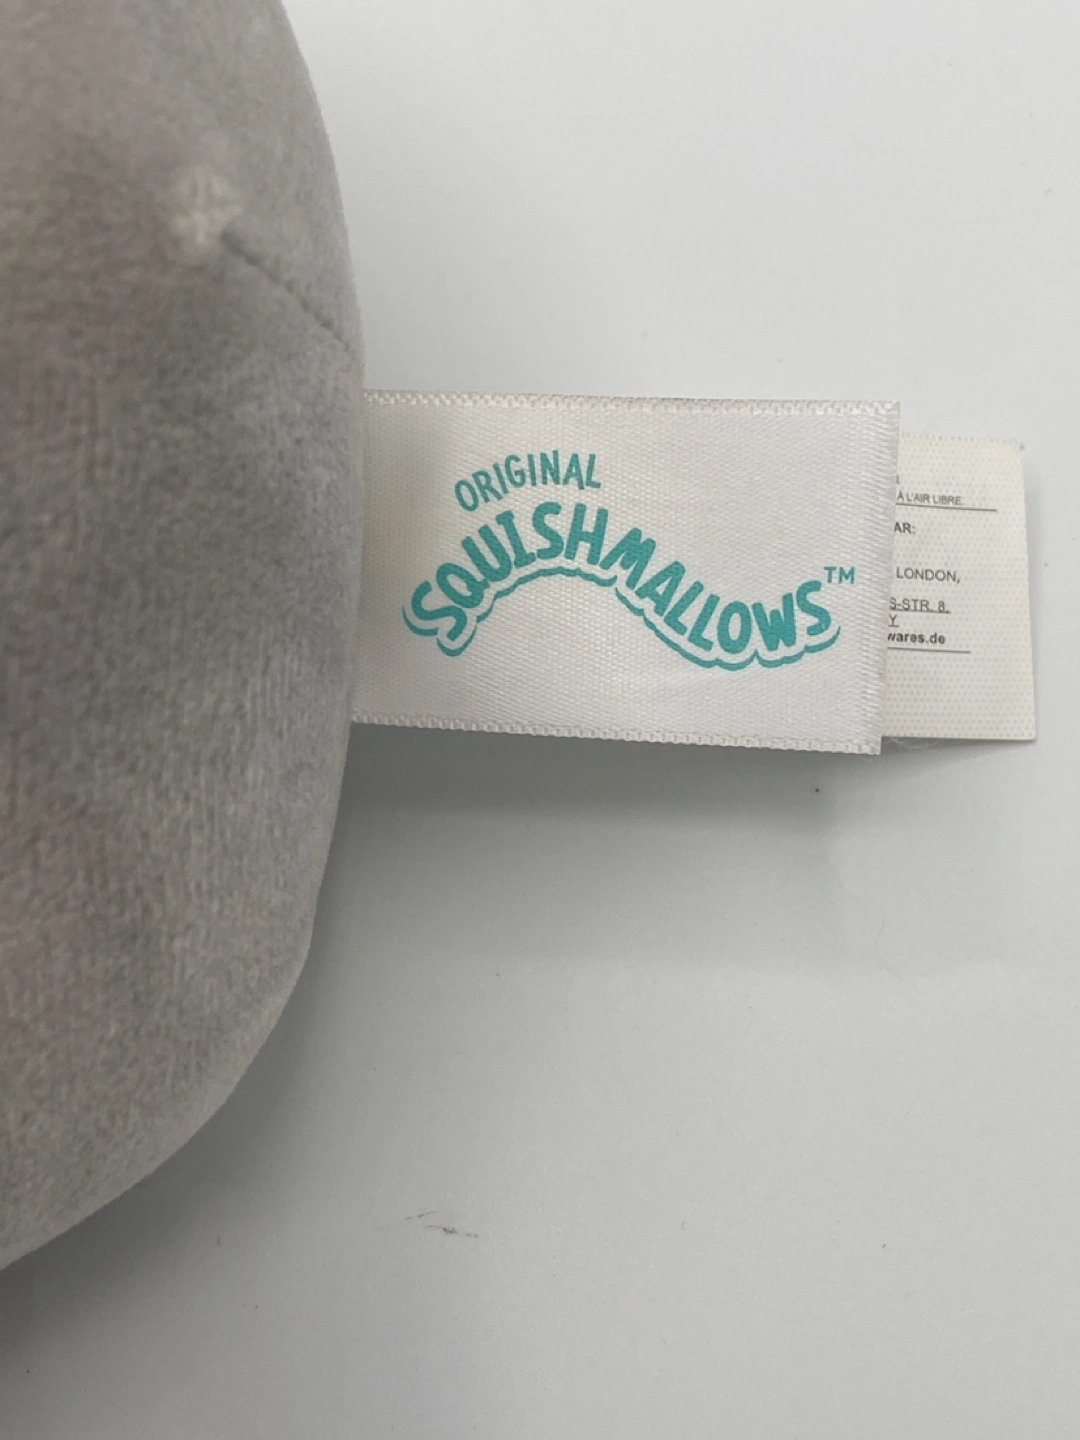 ORIGINAL
SQUISHMALLOWS™
À L'AIR LIBRE.
AR:
LONDON,
S-STR. 8,
Y
wares.de